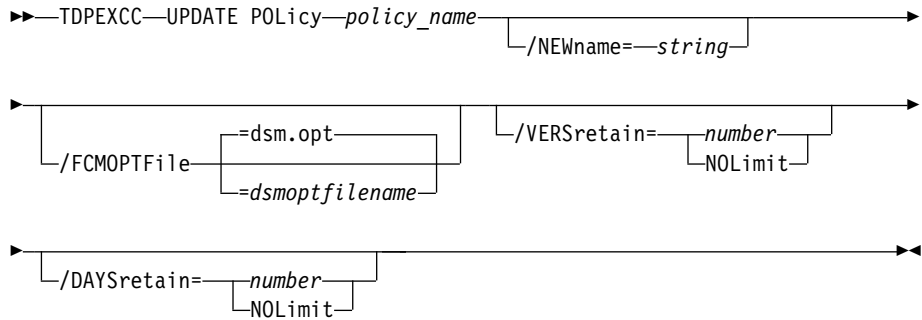 TDPEXCC UPDATE POLicy policy_name
/NEWname= string
=dsm.opt
/FCMOPTFile
=dsmoptfilename
/VERSretain= number
NOLimit
/DAYSretain= number
NOLimit